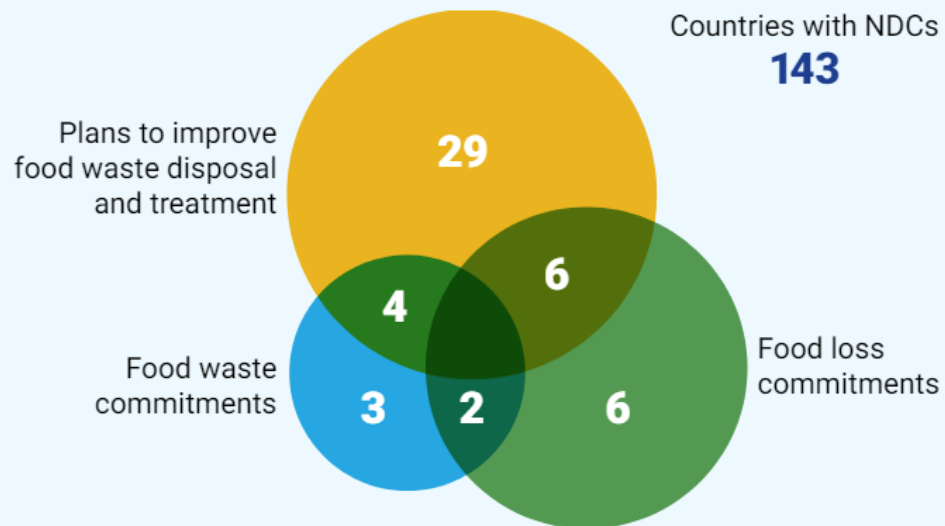 Countries with NDCs
143
Plans to improve
food waste disposal
and treatment
29
6
4
Food waste
commitments
3
2
6
Food loss
commitments